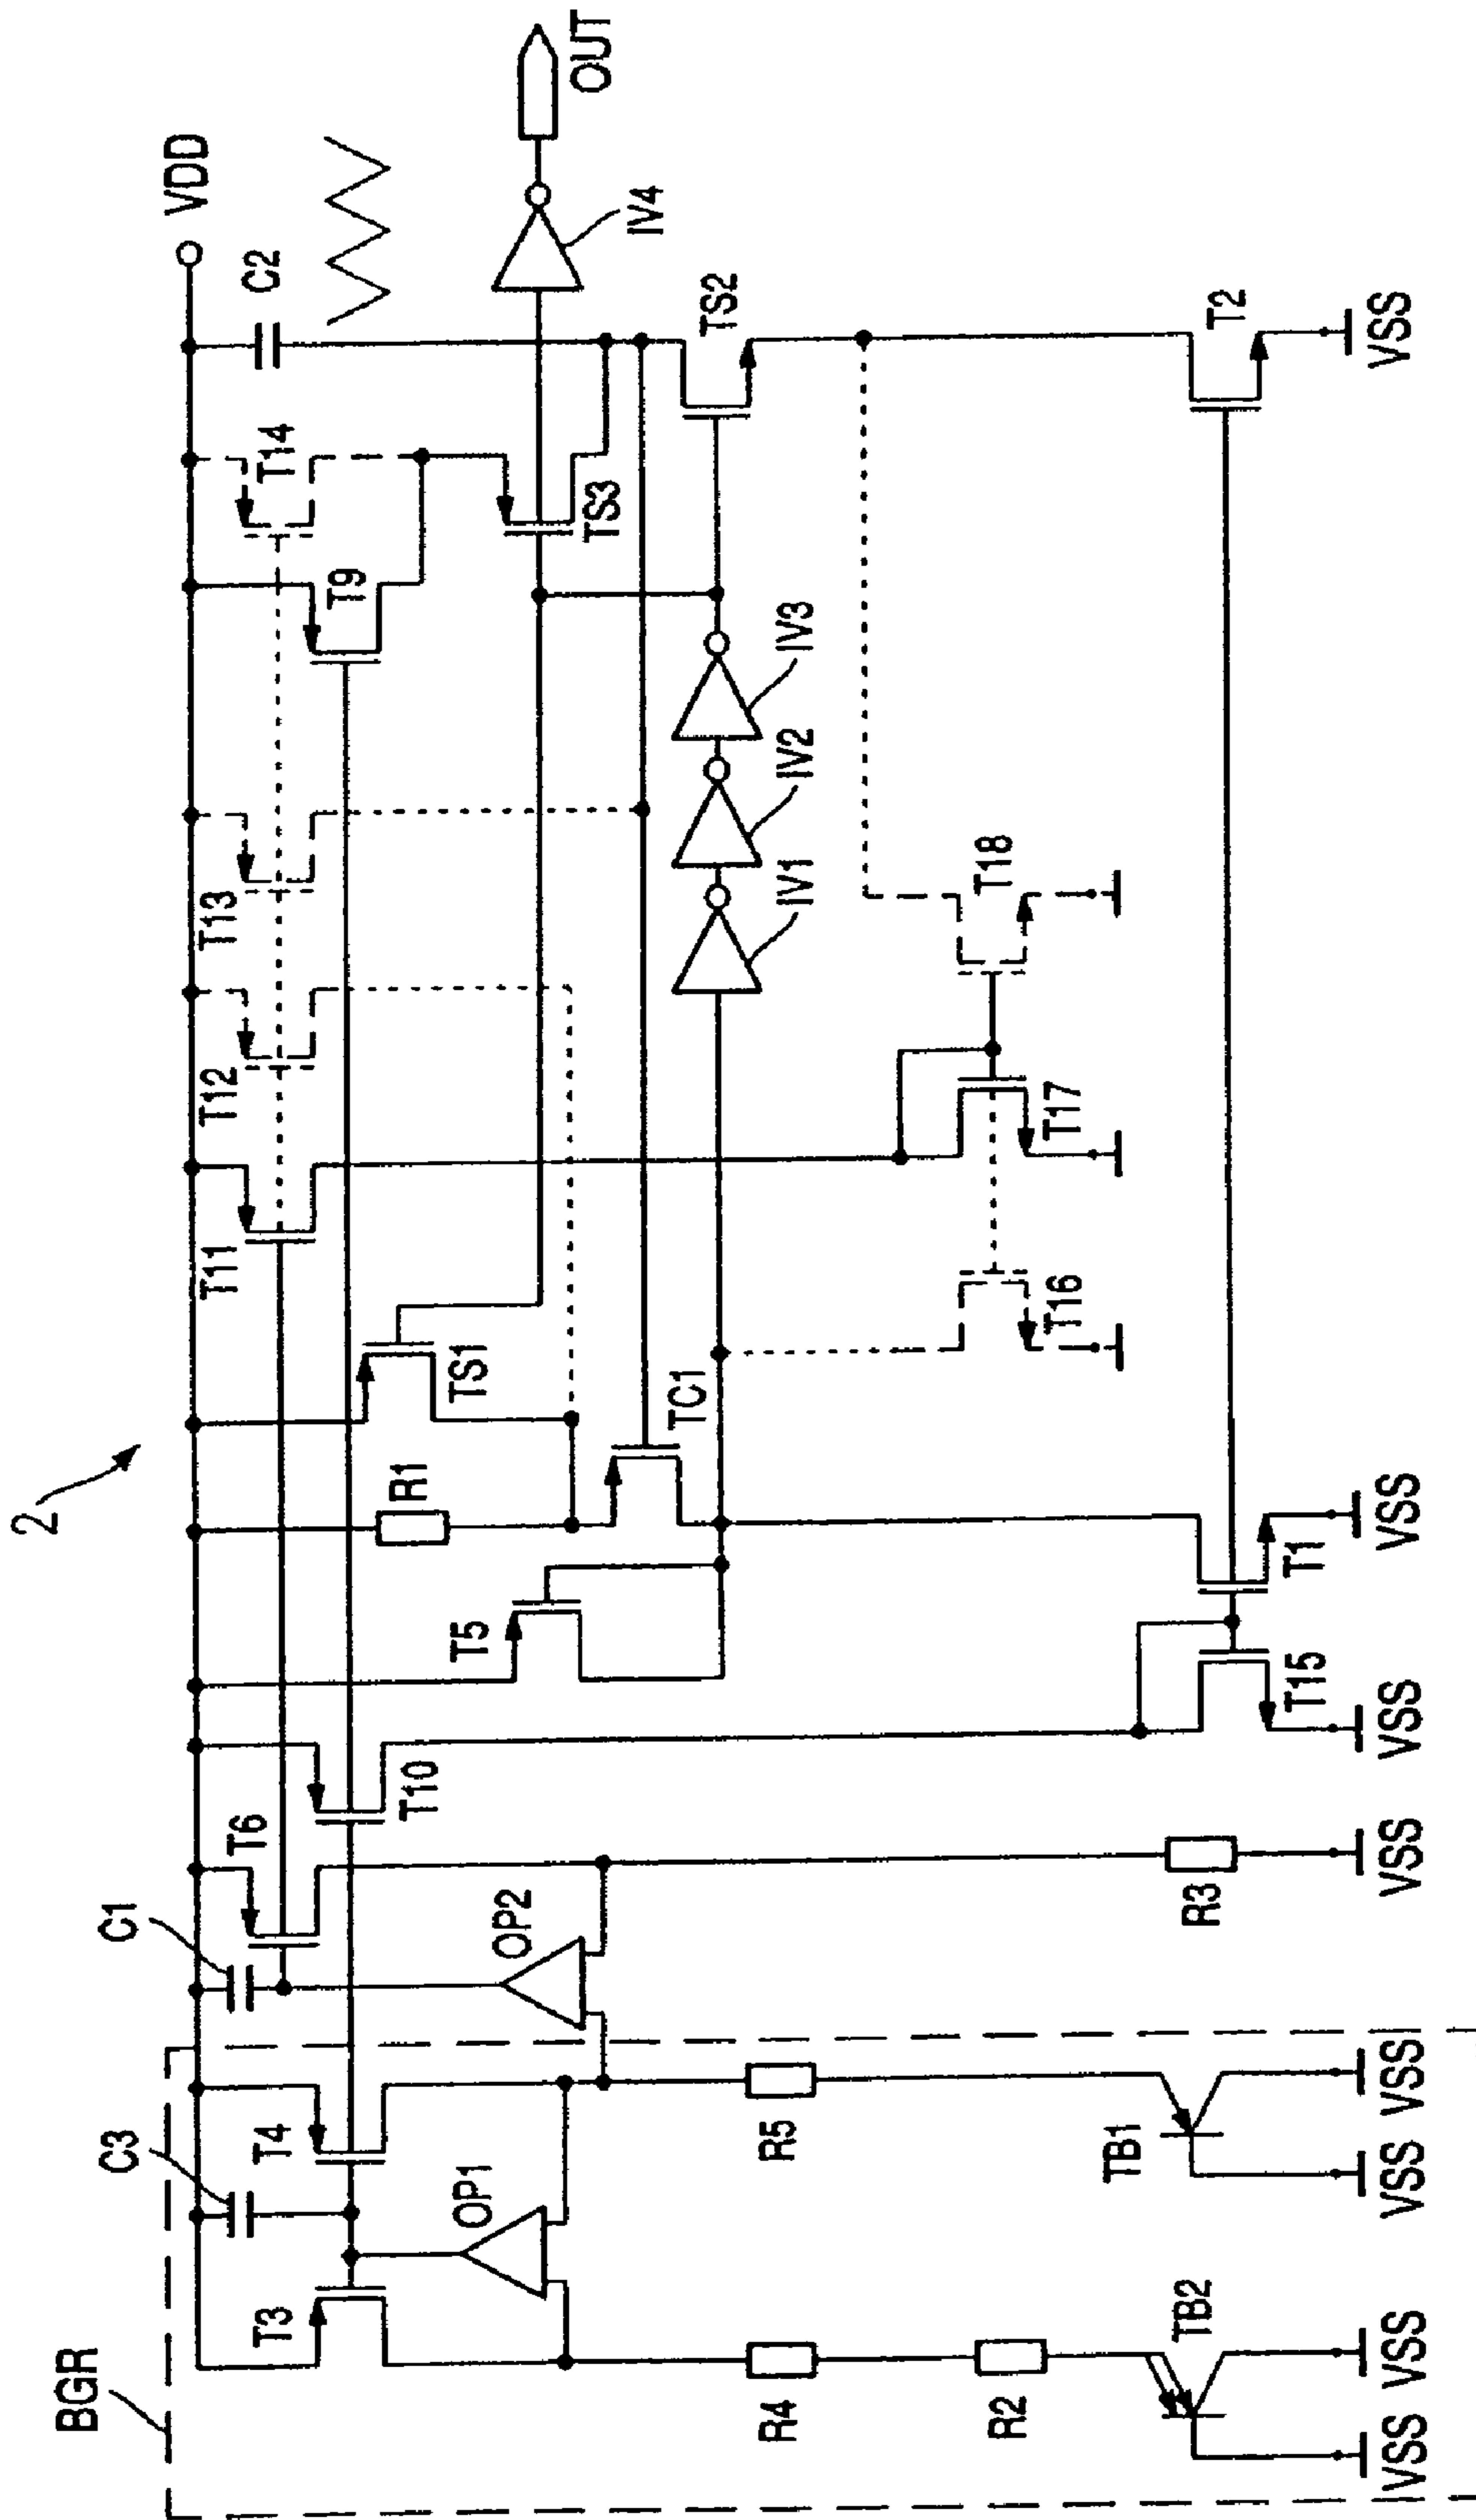 2
BGR
C3
C1
VDD
T3
T4
T6
T11
T12
T13
T14
C2
T10
T5
R1
TS1
T9
OP1
OP2
TS3
OUT
IV4
TC1
IV1
IV2
IV3
TS2
R4
R5
R2
T16
T17
T18
TB2
TB1
R3
T15
T1
T2
VSS
VSS
VSS
VSS
VSS
VSS
VSS
VSS